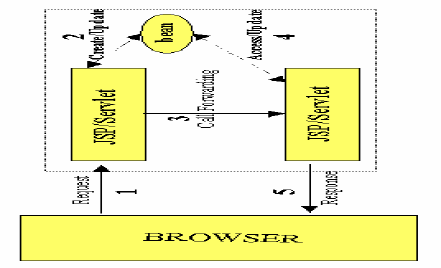 2
Create/Update
bean
Access/Update
4
JSP/Servlet
3
Call Forwarding
JSP/Servlet
Request
1
5
Response
BROWSER